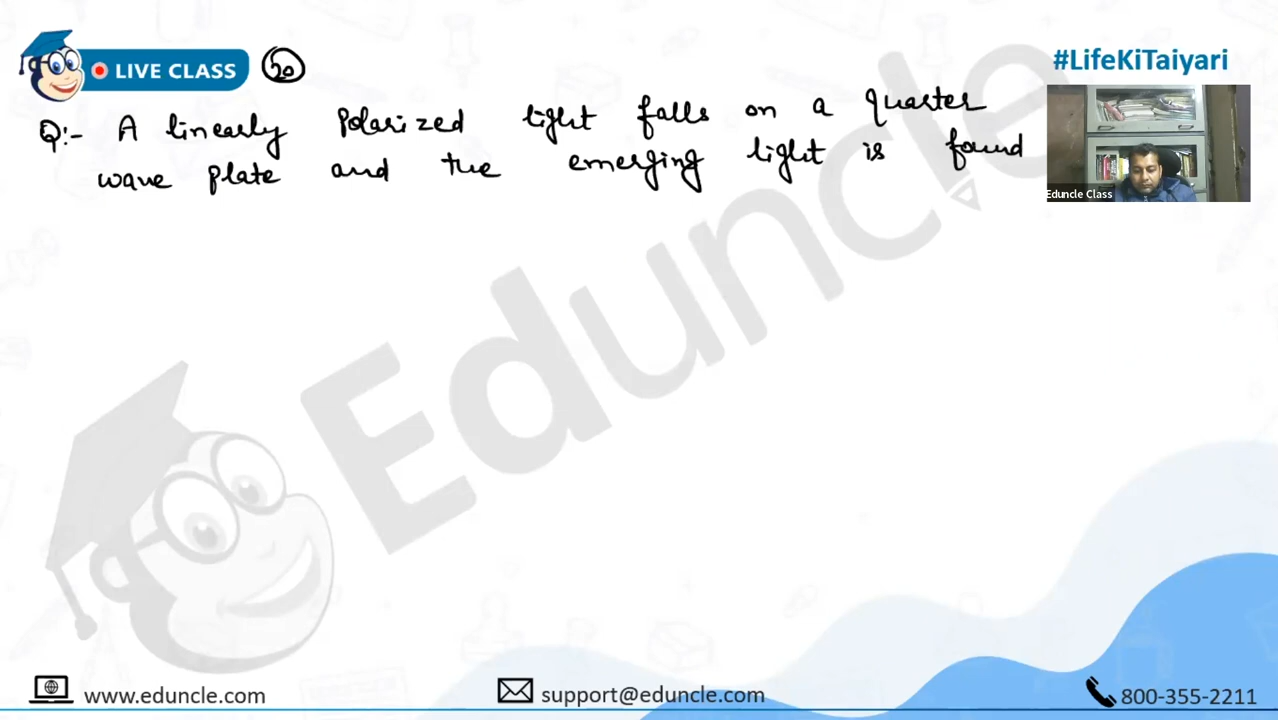 LIVE CLASS
20
#LifeKiTaiyari
Q:- A linearly Polarized light falls on a quarter
wave plate and the emerging light is found
Eduncle Class
Eduncle
www.eduncle.com
support@eduncle.com
800-355-2211